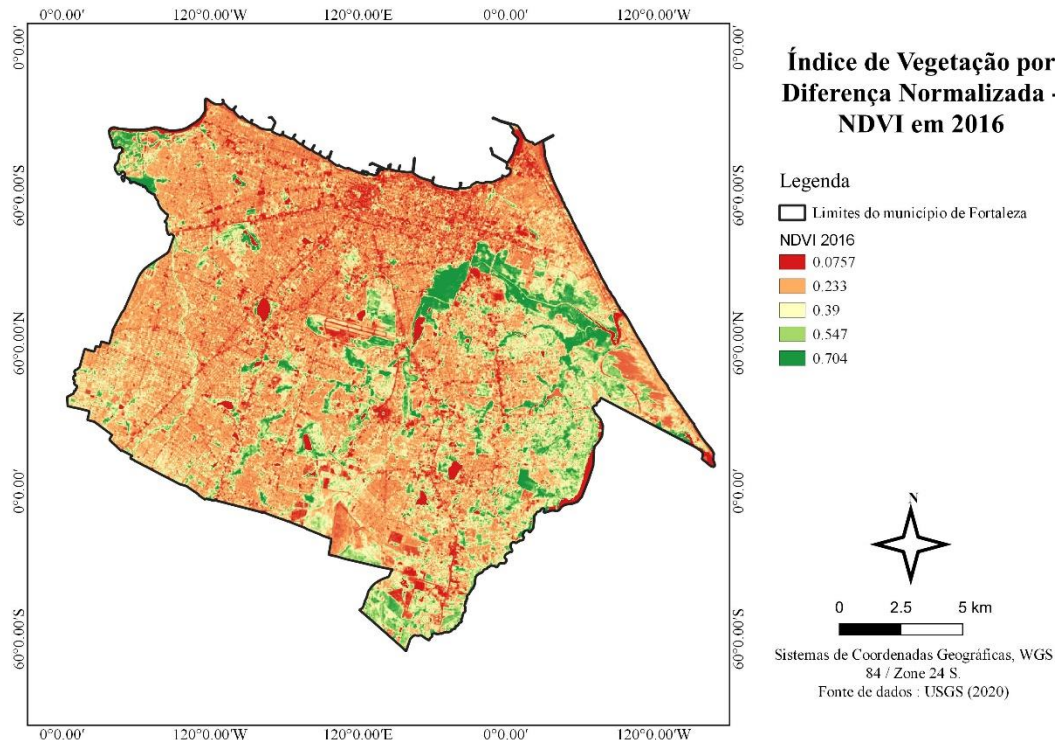 0°0.00′ 120°0.00′W 120°0.00′E 0°0.00′ 120°0.00′W
0°0.00′
60°0.00′S
60°0.00′N
0°0.00′
60°0.00′S
0°0.00′
60°0.00′S
60°0.00′N
0°0.00′
60°0.00′S
0°0.00′ 120°0.00′W 120°0.00′E 0°0.00′ 120°0.00′W
Índice de Vegetação por
Diferença Normalizada -
NDVI em 2016
Legenda
Limites do município de Fortaleza
NDVI 2016
0.0757
0.233
0.39
0.547
0.704
N
0 2.5 5 km
Sistemas de Coordenadas Geográficas, WGS
84 / Zone 24 S.
Fonte de dados : USGS (2020)